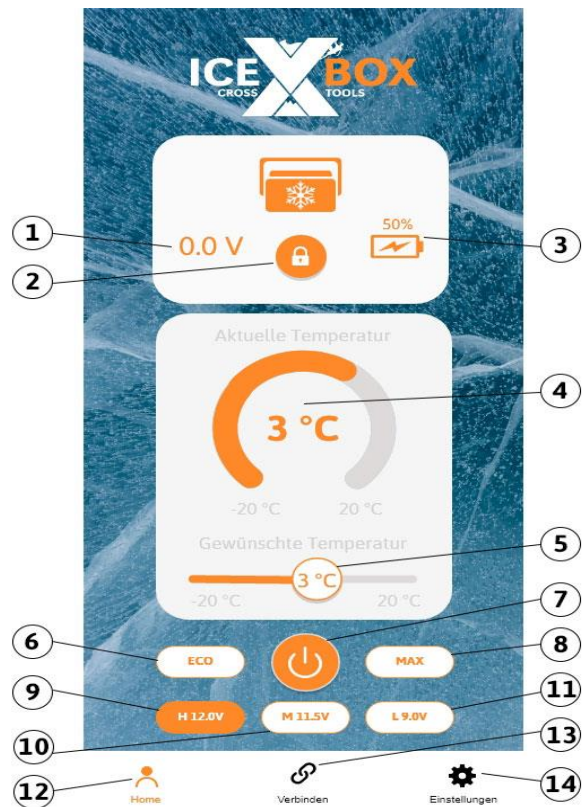 ICE BOX
CROSS TOOLS
50%
1
0.0 V
3
2
Aktuelle Temperatur
4
3 °C
-20 °C 20 °C
Gewünschte Temperatur
5
3 °C
-20 °C 20 °C
7
6
ECO
MAX
8
9
H 12.0V M 11.5V L 9.0V
11
10
13
12
14
Home Verbinden Einstellungen